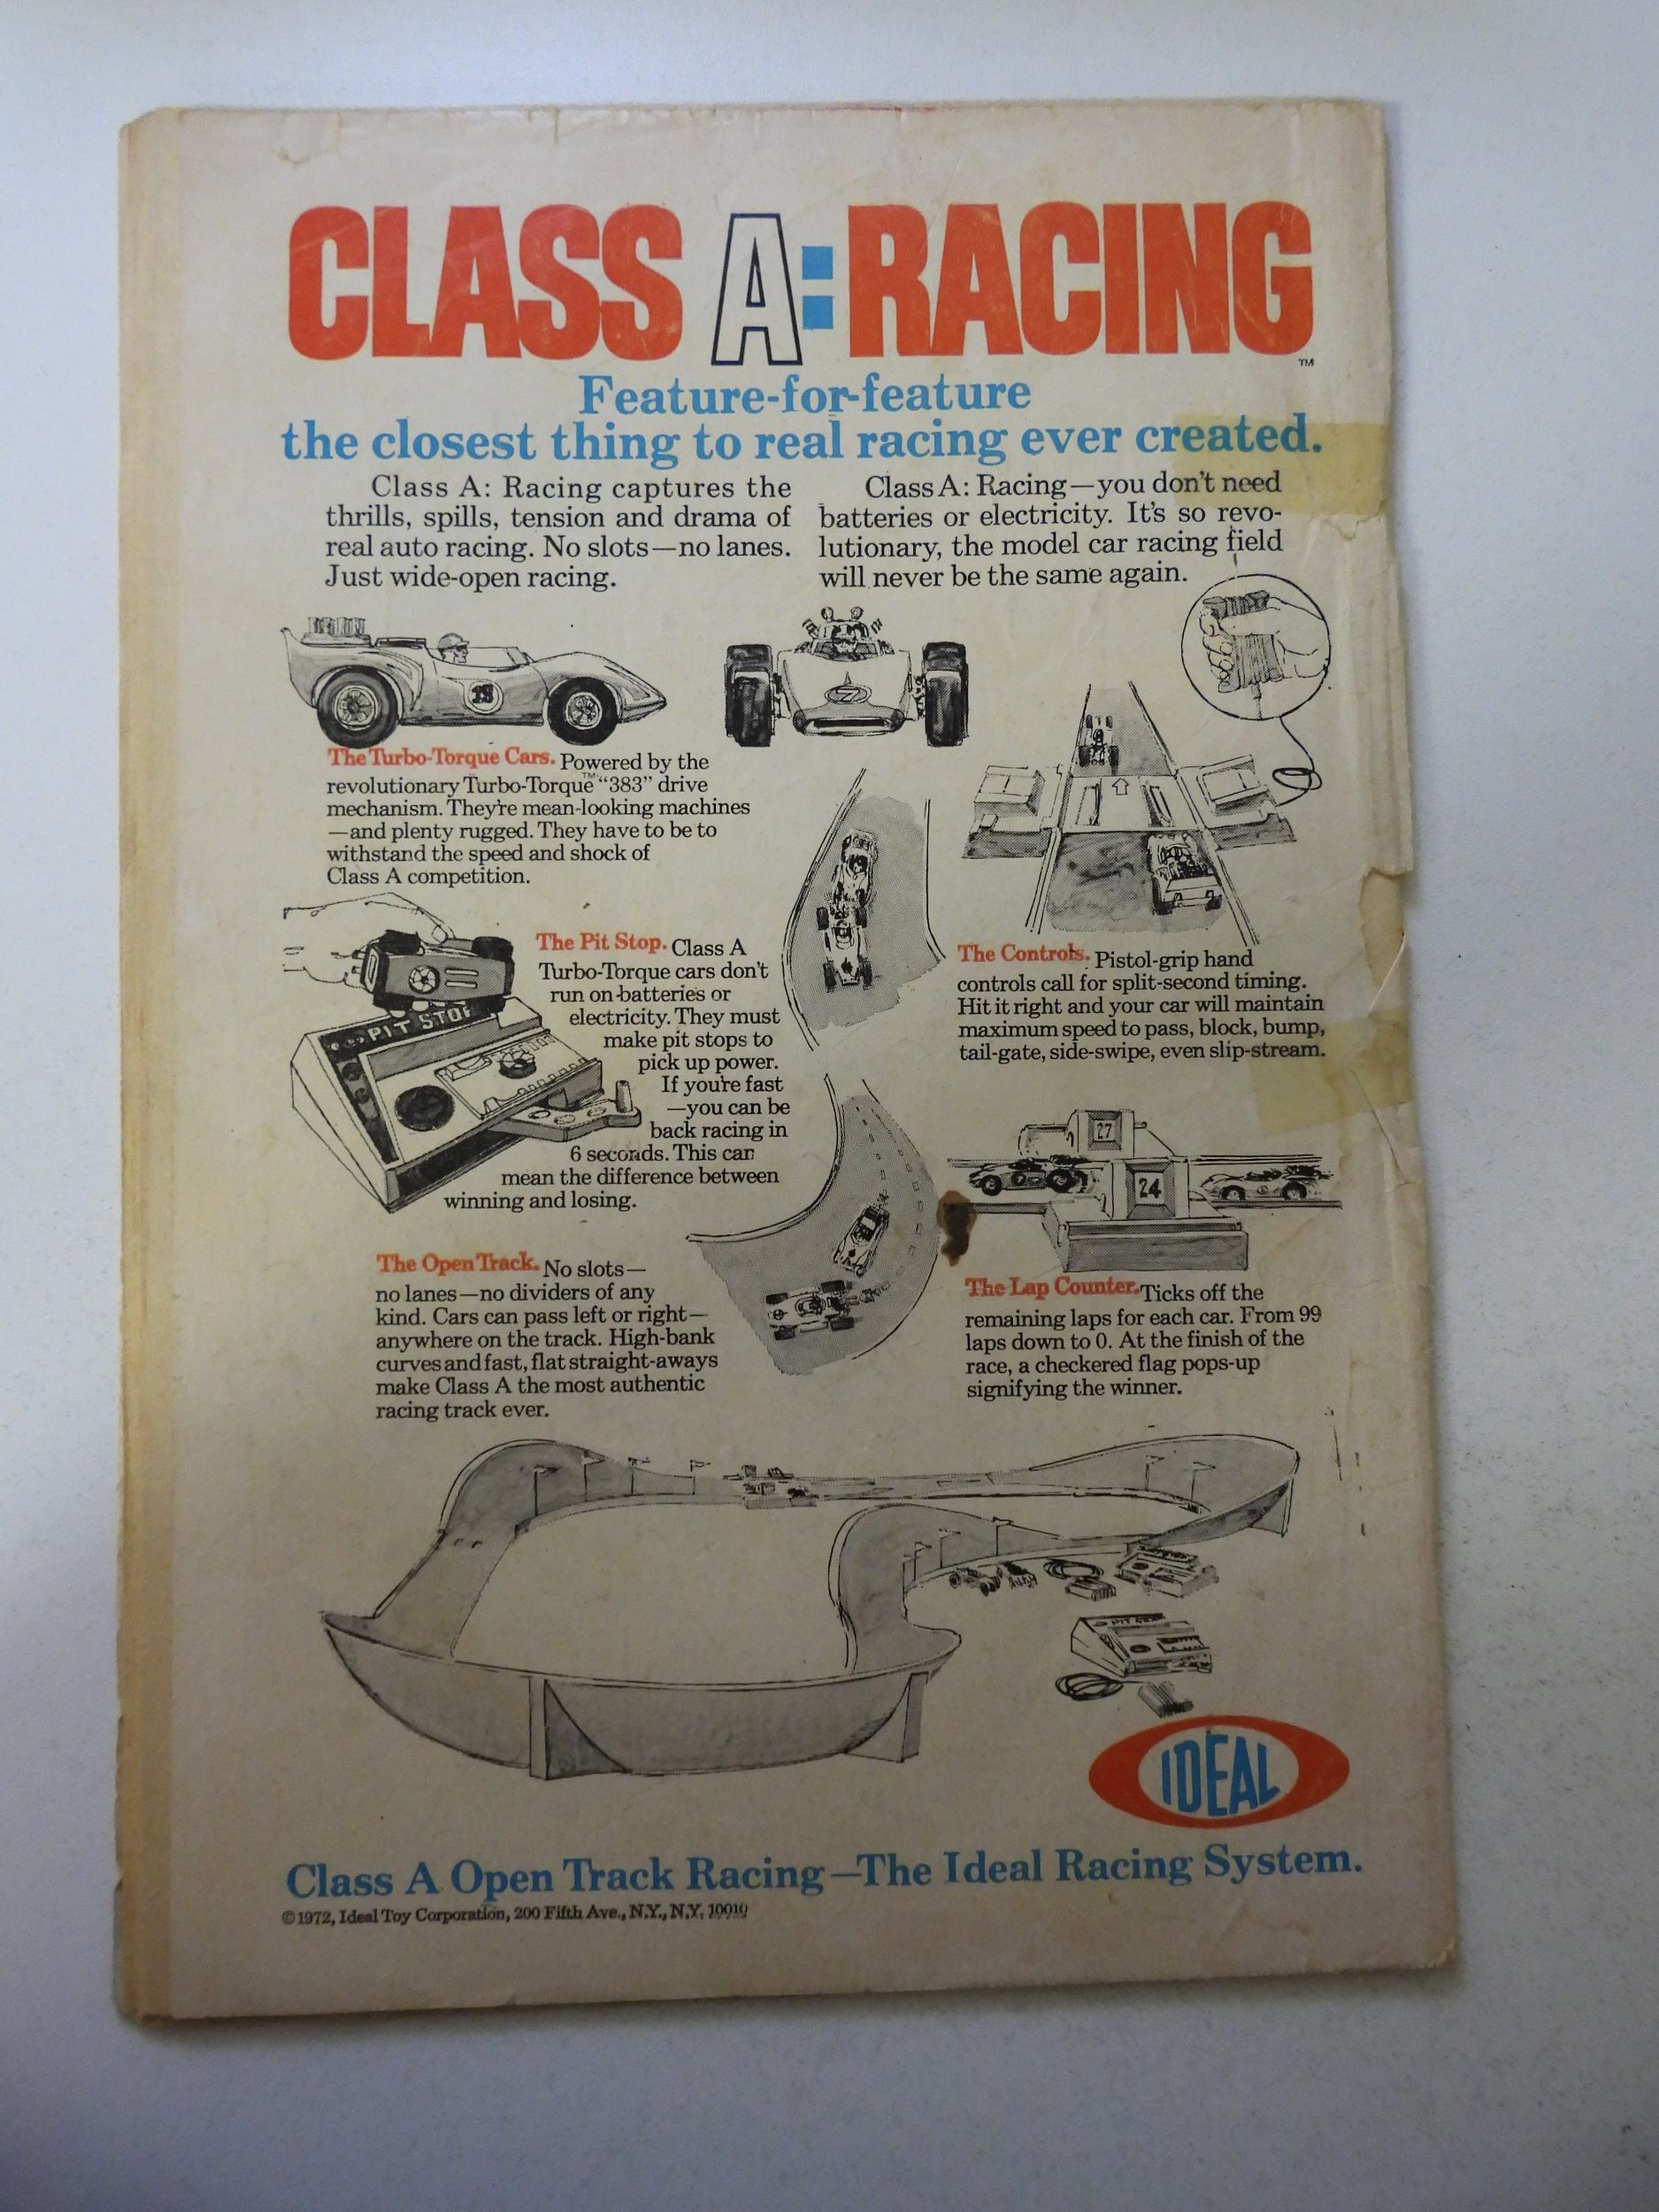 CLASS A: RACING
TM
Feature-for-feature
the closest thing to real racing ever created.
Class A: Racing captures the
thrills, spills, tension and drama of
real auto racing. No slots—no lanes.
Just wide-open racing.
Class A: Racing—you don't need
batteries or electricity. It's so revo-
lutionary, the model car racing field
will never be the same again.
The Turbo-Torque Cars. Powered by the
revolutionary Turbo-Torque™ "383" drive
mechanism. They're mean-looking machines
—and plenty rugged. They have to be to
withstand the speed and shock of
Class A competition.
PIT STOP
The Pit Stop. Class A
Turbo-Torque cars don't
run on batteries or
electricity. They must
make pit stops to
pick up power.
If you're fast
—you can be
back racing in
6 seconds. This can
mean the difference between
winning and losing.
The Controls. Pistol-grip hand
controls call for split-second timing.
Hit it right and your car will maintain
maximum speed to pass, block, bump,
tail-gate, side-swipe, even slip-stream.
27
24
The Open Track. No slots—
no lanes—no dividers of any
kind. Cars can pass left or right—
anywhere on the track. High-bank
curves and fast, flat straight-aways
make Class A the most authentic
racing track ever.
The Lap Counter. Ticks off the
remaining laps for each car. From 99
laps down to 0. At the finish of the
race, a checkered flag pops-up
signifying the winner.
IDEAL
Class A Open Track Racing—The Ideal Racing System.
©1972, Ideal Toy Corporation, 200 Fifth Ave., N.Y., N.Y. 10010